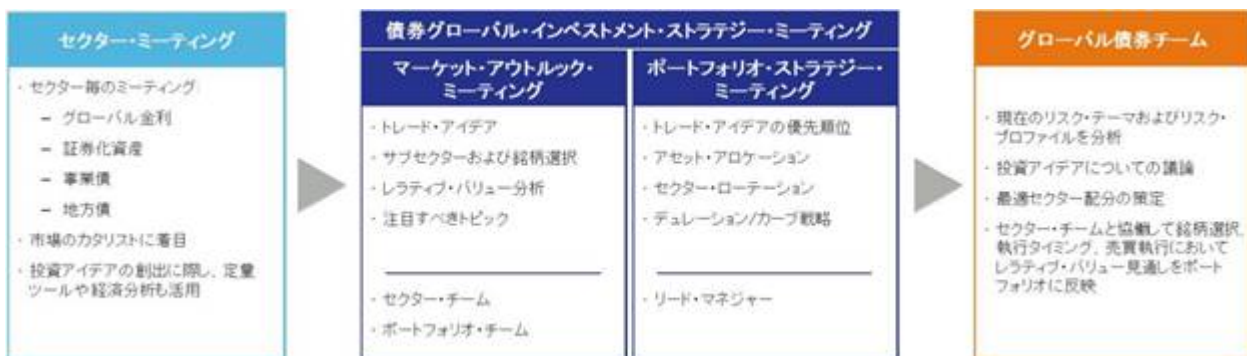 セクター・ミーティング
・セクター毎のミーティング
－ グローバル金利
－ 証券化資産
－ 事業債
－ 地方債
・市場のカタリストに着目
・投資アイデアの創出に際し、定量
ツールや経済分析も活用
債券グローバル・インベストメント・ストラテジー・ミーティング
マーケット・アウトルック・
ミーティング
・トレード・アイデア
・サブセクターおよび銘柄選択
・レラティブ・バリュー分析
・注目すべきトピック
・セクター・チーム
・ポートフォリオ・チーム
ポートフォリオ・ストラテジー・
ミーティング
・トレード・アイデアの優先順位
・アセット・アロケーション
・セクター・ローテーション
・デュレーション/カーブ戦略
・リード・マネジャー
グローバル債券チーム
・現在のリスク・テーマおよびリスク・
プロファイルを分析
・投資アイデアについての議論
・最適セクター配分の策定
・セクター・チームと協働して銘柄選択、
執行タイミング、売買執行において
レラティブ・バリュー見通しをポート
フォリオに反映